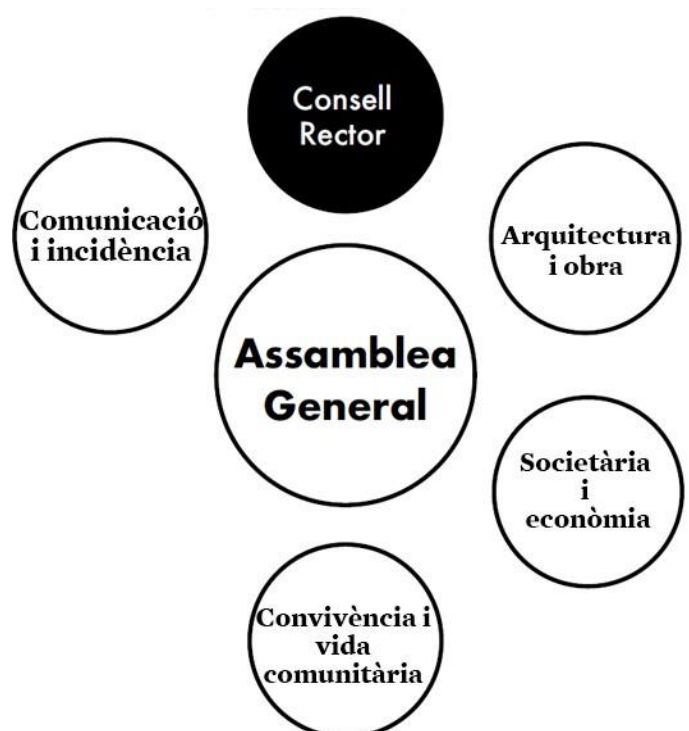 Consell
Rector
Comunicació
i incidència
Arquitectura
i obra
Assamblea
General
Societària
i
econòmia
Convivència i
vida
comunitària